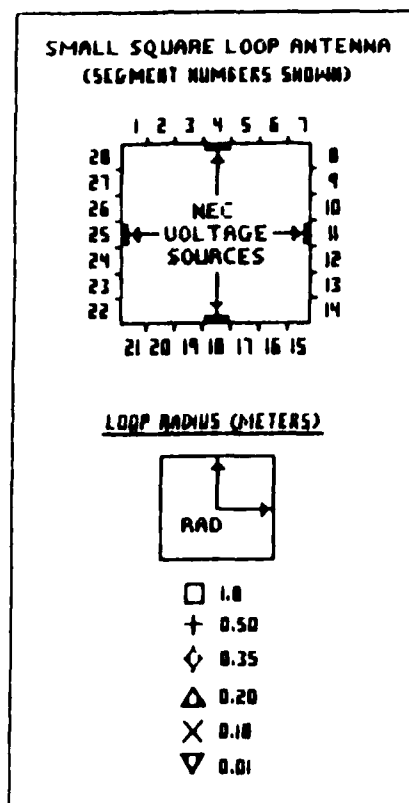 SMALL SQUARE LOOP ANTENNA
(SEGMENT NUMBERS SHOWN)
1 2 3 4 5 6 7
28 8
27 9
26 NEC 10
25 VOLTAGE 11
24 SOURCES 12
23 13
22 14
21 20 19 18 17 16 15
LOOP RADIUS (METERS)
RAD
1.0
0.50
0.35
0.20
0.10
0.01